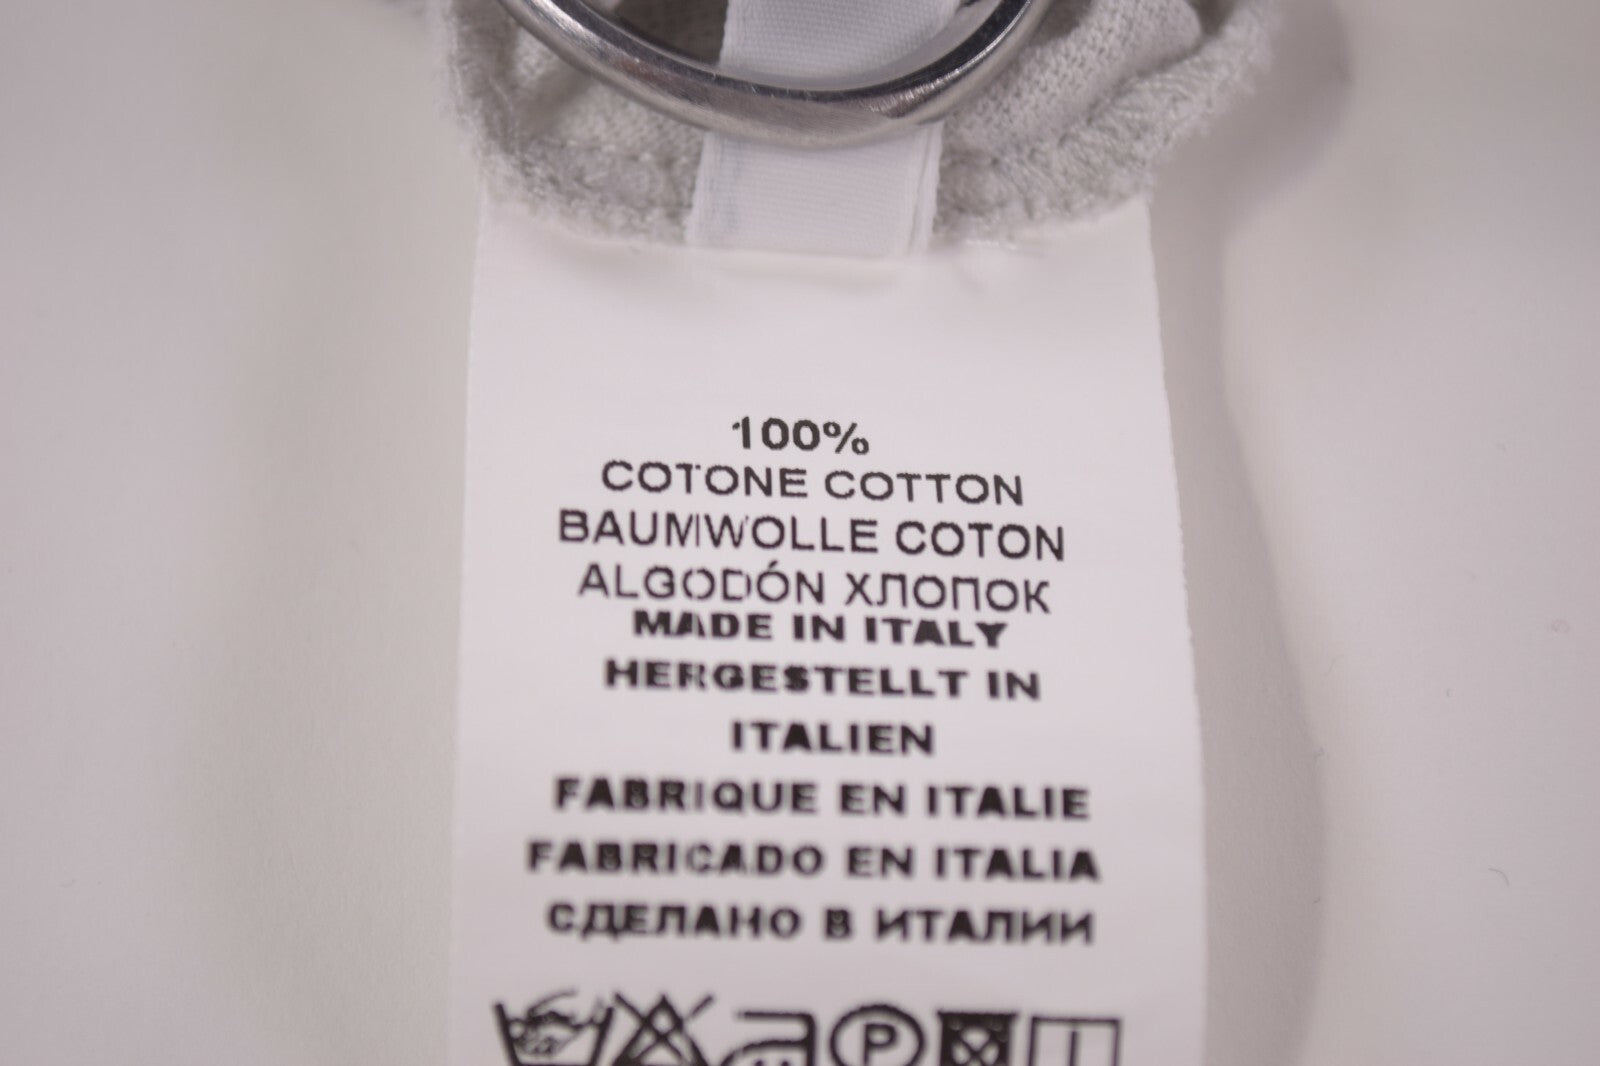 100%
COTONE COTTON
BAUMWOLLE COTON
ALGODÓN ХЛОПОК
MADE IN ITALY
HERGESTELLT IN
ITALIEN
FABRIQUE EN ITALIE
FABRICADO EN ITALIA
СДЕЛАНО В ИТАЛИИ
P